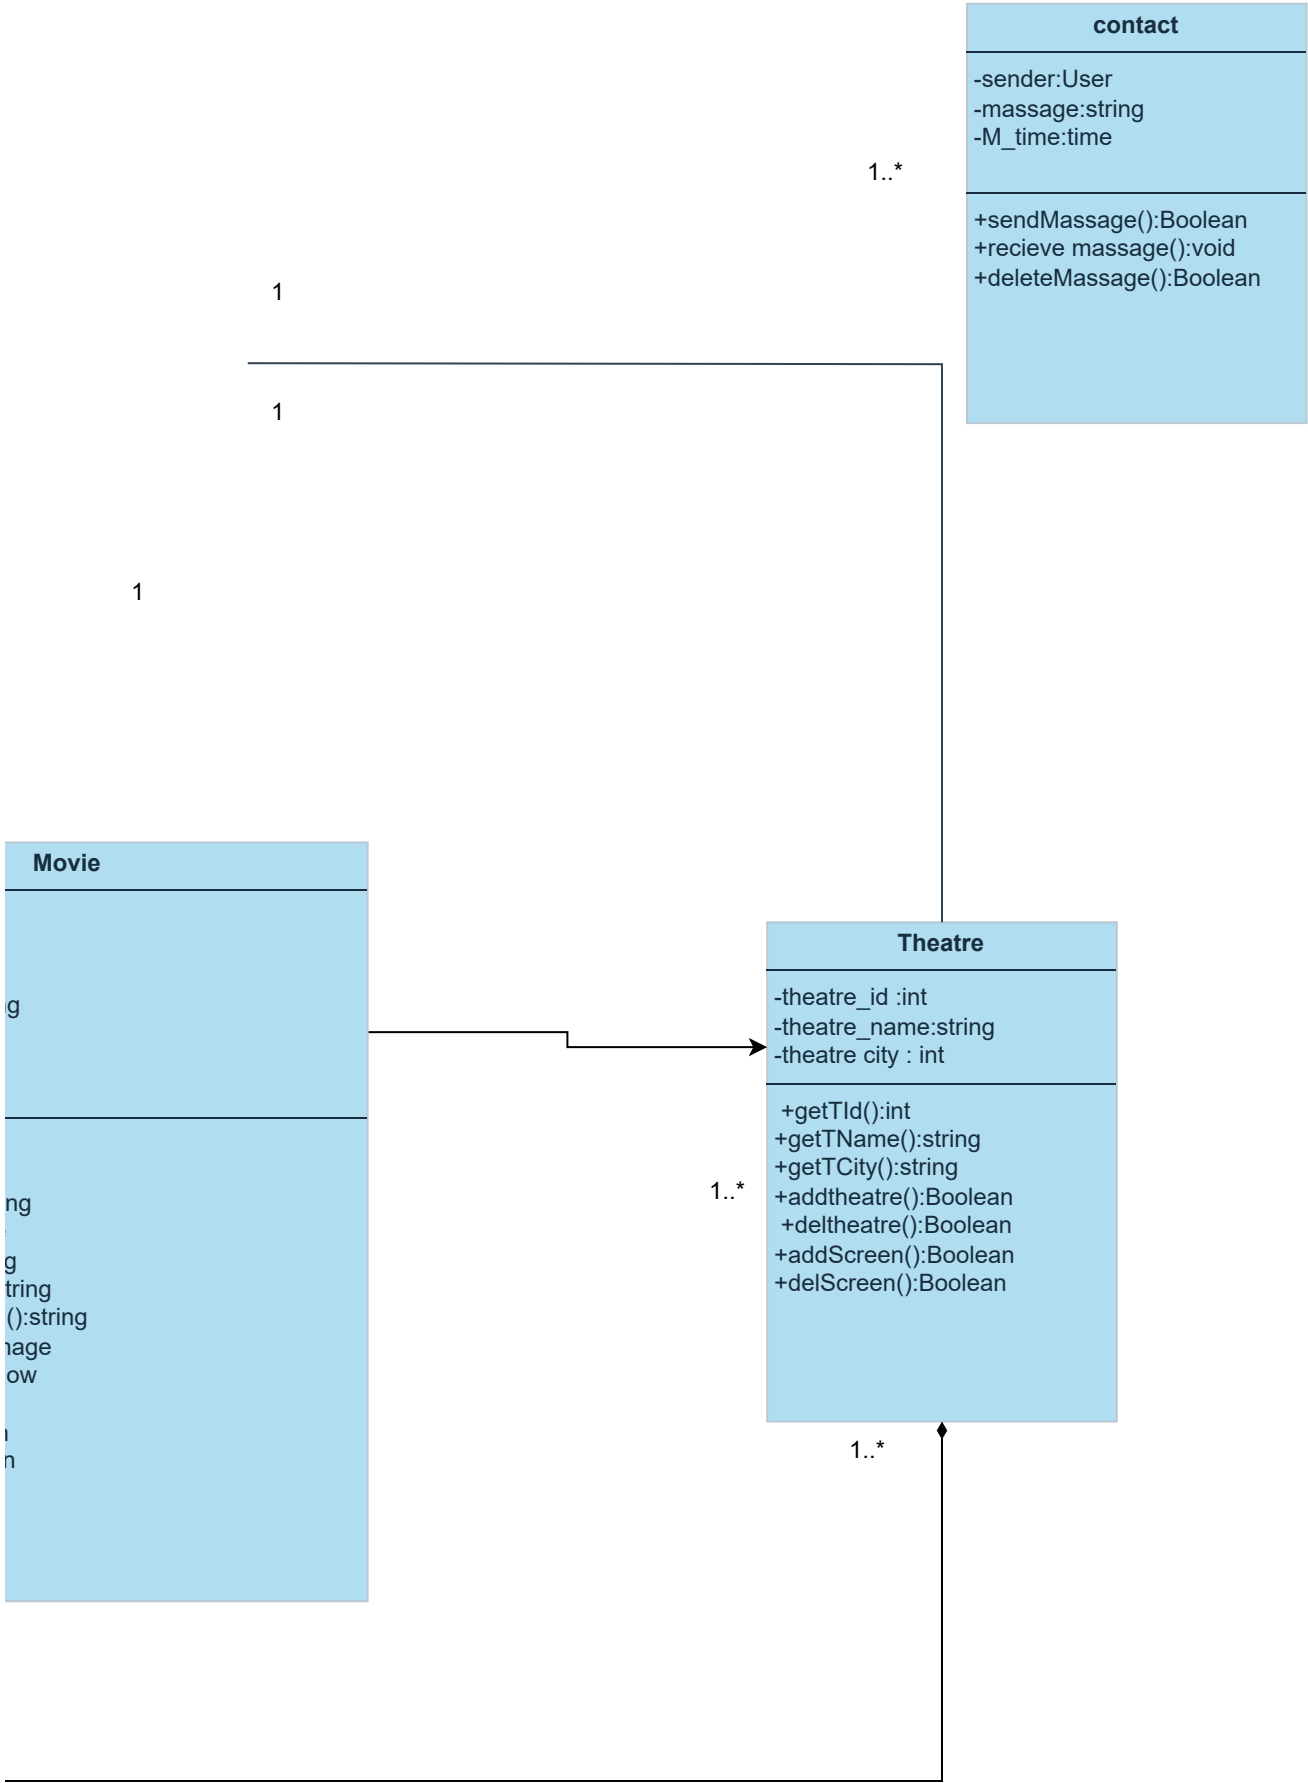 contact
-sender:User
-massage:string
-M_time:time
1..*
+sendMassage():Boolean
+recieve massage():void
+deleteMassage():Boolean
1
1
1
Movie
g
ng
g
tring
():string
nage
ow
n
Theatre
-theatre_id :int
-theatre_name:string
-theatre city : int
+getTId():int
+getTName():string
+getTCity():string
1..*
+addtheatre():Boolean
+deltheatre():Boolean
+addScreen():Boolean
+delScreen():Boolean
1..*